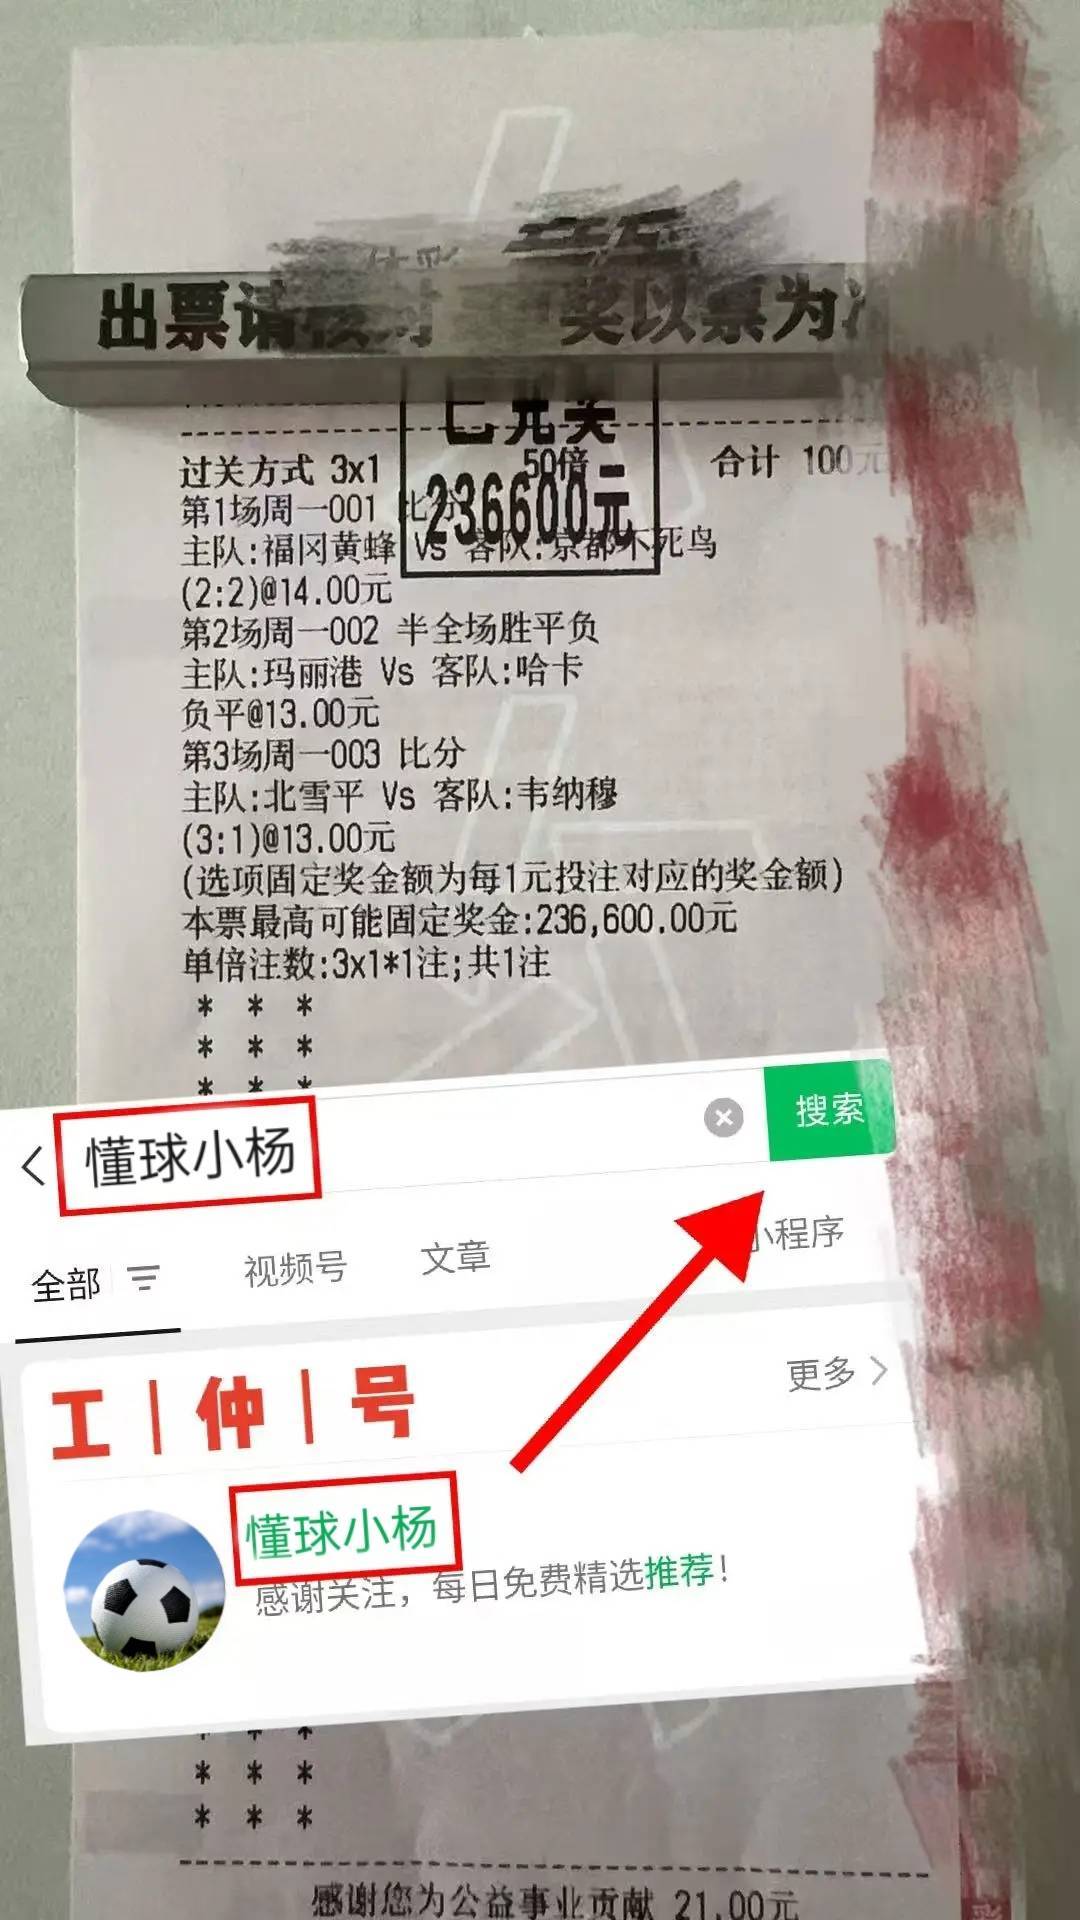 体彩
出票请核对 奖以票为准
已兑奖
236600元
过关方式 3x1 50倍 合计 100元
第1场周一001 比分
主队:福冈黄蜂 Vs 客队:京都不死鸟
(2:2)@14.00元
第2场周一002 半全场胜平负
主队:玛丽港 Vs 客队:哈卡
负平@13.00元
第3场周一003 比分
主队:北雪平 Vs 客队:韦纳穆
(3:1)@13.00元
(选项固定奖金额为每1元投注对应的奖金额)
本票最高可能固定奖金:236,600.00元
单倍注数:3x1*1注;共1注
* * *
* * *
* * *
懂球小杨 搜索
全部 视频号 文章 小程序
工|仲|号 更多
懂球小杨
感谢关注，每日免费精选推荐!
* * *
* * *
* * *
感谢您为公益事业贡献 21.00元